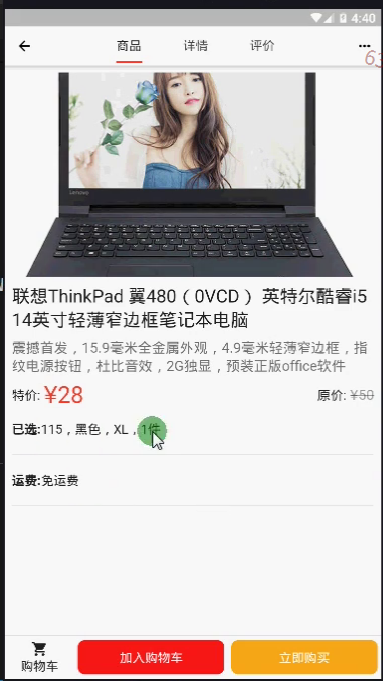 4:40
商品 详情 评价
63
lenovo
联想ThinkPad 翼480（0VCD） 英特尔酷睿i5
14英寸轻薄窄边框笔记本电脑
震撼首发，15.9毫米全金属外观，4.9毫米轻薄窄边框，指
纹电源按钮，杜比音效，2G独显，预装正版office软件
特价: ¥28 原价: ¥50
已选:115，黑色，XL，1件
运费:免运费
购物车 加入购物车 立即购买